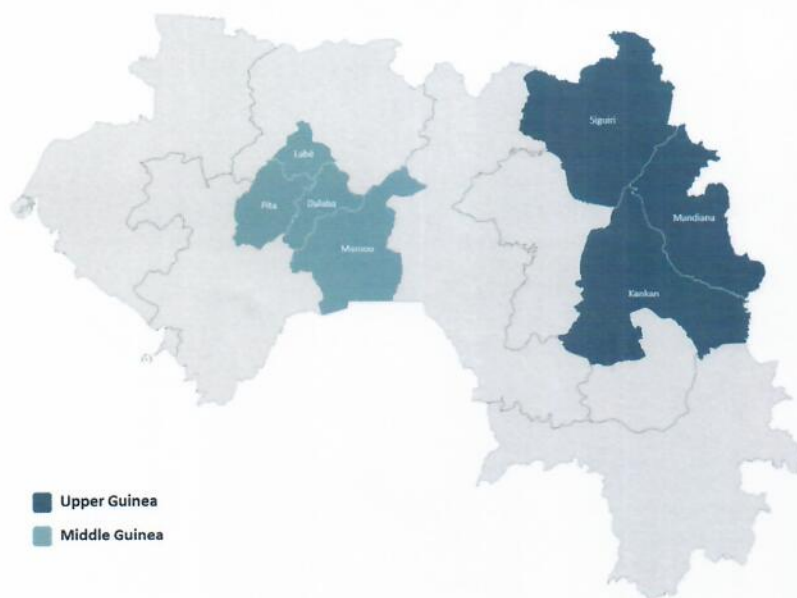 Siguiri
Labé
Pita
Dalaba
Mandiana
Mamou
Kankan
Upper Guinea
Middle Guinea